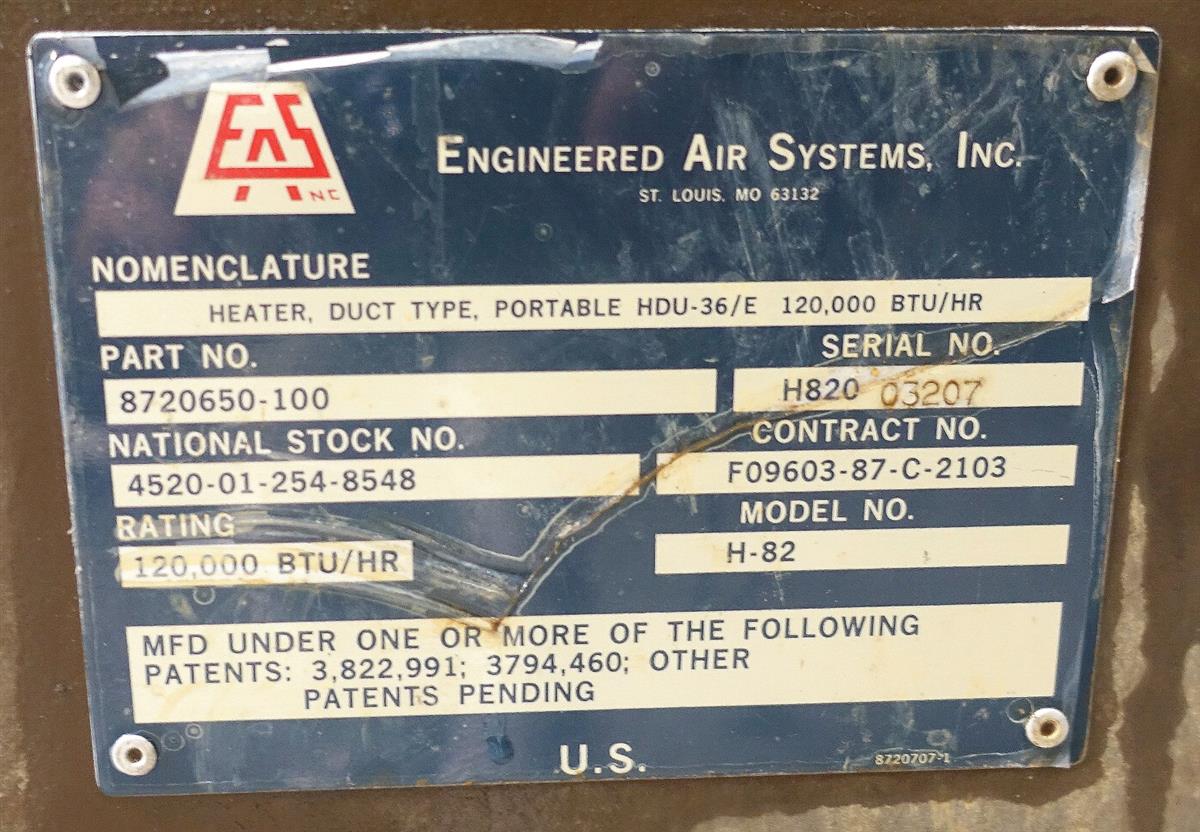 EAS
INC
ENGINEERED AIR SYSTEMS, INC.
ST. LOUIS, MO 63132
NOMENCLATURE
HEATER, DUCT TYPE, PORTABLE HDU-36/E 120,000 BTU/HR
PART NO.
8720650-100
SERIAL NO.
H820 03207
NATIONAL STOCK NO.
4520-01-254-8548
CONTRACT NO.
F09603-87-C-2103
RATING
120,000 BTU/HR
MODEL NO.
H-82
MFD UNDER ONE OR MORE OF THE FOLLOWING
PATENTS: 3,822,991; 3794,460; OTHER
PATENTS PENDING
U.S.
8720707-1